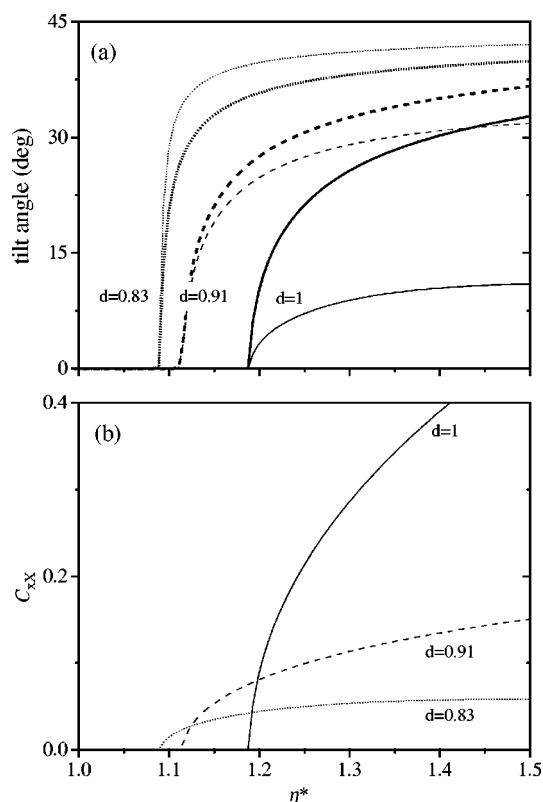 (a)
45
30
15
0
tilt angle (deg)
d=0.83
d=0.91
d=1
(b)
0.4
0.2
0.0
C_xX
d=1
d=0.91
d=0.83
1.0
1.1
1.2
1.3
1.4
1.5
η*